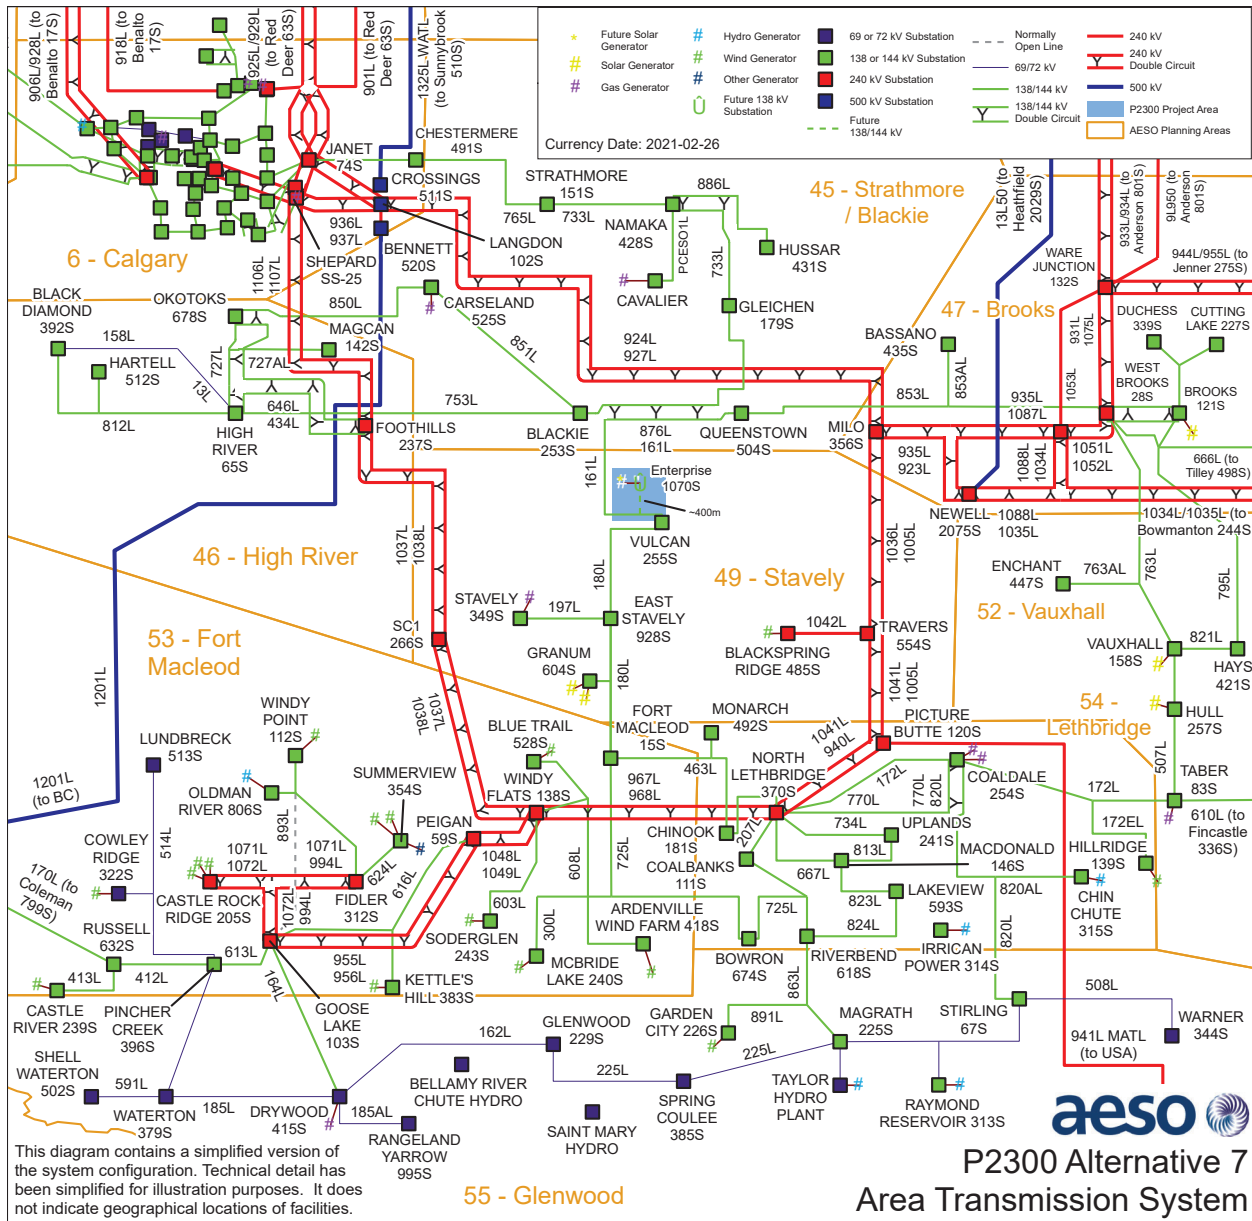 906L/928L (to
Benalto 17S)
918L (to
Benalto
17S)
925L/929L
(to Red
Deer 63S)
901L (to Red
Deer 63S)
1325L WATL
(to Sunnybrook
510S)
Future Solar
Generator
Solar Generator
Gas Generator
Hydro Generator
Wind Generator
Other Generator
Future 138 kV
Substation
69 or 72 kV Substation
138 or 144 kV Substation
240 kV Substation
500 kV Substation
Future
138/144 kV
Normally
Open Line
69/72 kV
138/144 kV
138/144 kV
Double Circuit
240 kV
240 kV
Double Circuit
500 kV
P2300 Project Area
AESO Planning Areas
Currency Date: 2021-02-26
JANET
74S
CHESTERMERE
491S
CROSSINGS
511S
STRATHMORE
151S
765L
733L
886L
NAMAKA
428S
PCESO1L
733L
HUSSAR
431S
45 - Strathmore
/ Blackie
13L50 (to
Heathfield
2029S)
933L/934L (to
Anderson 801S)
9L950 (to
Anderson
801S)
936L
937L
BENNETT
520S
LANGDON
102S
SHEPARD
SS-25
1106L
1107L
6 - Calgary
CAVALIER
GLEICHEN
179S
WARE
JUNCTION
132S
944L/955L (to
Jenner 275S)
BLACK
DIAMOND
392S
OKOTOKS
678S
850L
MAGCAN
142S
CARSELAND
525S
851L
924L
927L
BASSANO
435S
47 - Brooks
931L
1075L
DUCHESS
339S
CUTTING
LAKE 227S
158L
HARTELL
512S
727L
727AL
13L
853AL
853L
1053L
WEST
BROOKS
28S
BROOKS
121S
812L
HIGH
RIVER
65S
646L
434L
FOOTHILLS
237S
753L
BLACKIE
253S
876L
161L
QUEENSTOWN
504S
MILO
356S
935L
1087L
935L
923L
1088L
1034L
1051L
1052L
666L (to
Tilley 498S)
161L
Enterprise
1070S
~400m
VULCAN
255S
NEWELL
2075S
1088L
1035L
1034L/1035L (to
Bowmanton 244S)
46 - High River
1037L
1038L
180L
49 - Stavely
1036L
1005L
ENCHANT
447S
763AL
763L
795L
STAVELY
349S
197L
EAST
STAVELY
928S
52 - Vauxhall
53 - Fort
Macleod
SC1
266S
1042L
BLACKSPRING
RIDGE 485S
TRAVERS
554S
VAUXHALL
158S
821L
HAYS
421S
1201L
GRANUM
604S
180L
1041L
1005L
WINDY
POINT
112S
1037L
1038L
FORT
MACLEOD
15S
MONARCH
492S
PICTURE
BUTTE 120S
54 -
Lethbridge
HULL
257S
LUNDBRECK
513S
BLUE TRAIL
528S
1041L
940L
1201L
(to BC)
OLDMAN
RIVER 806S
SUMMERVIEW
354S
WINDY
FLATS 138S
967L
968L
463L
NORTH
LETHBRIDGE
370S
172L
770L
770L
820L
COALDALE
254S
172L
507L
TABER
83S
COWLEY
RIDGE
322S
514L
893L
1071L
1072L
1071L
994L
PEIGAN
59S
CHINOOK
181S
207L
734L
813L
UPLANDS
241S
172EL
610L (to
Fincastle
336S)
170L (to
Coleman
799S)
CASTLE ROCK
RIDGE 205S
1072L
994L
FIDLER
312S
624L
616L
1048L
1049L
608L
725L
COALBANKS
111S
667L
MACDONALD
146S
HILLRIDGE
139S
820AL
RUSSELL
632S
603L
SODERGLEN
243S
300L
ARDENVILLE
WIND FARM 418S
725L
823L
824L
LAKEVIEW
593S
820L
CHIN
CHUTE
315S
413L
412L
613L
164L
955L
956L
MCBRIDE
LAKE 240S
BOWRON
674S
RIVERBEND
618S
IRRICAN
POWER 314S
CASTLE
RIVER 239S
PINCHER
CREEK
396S
GOOSE
LAKE
103S
KETTLE'S
HILL 383S
863L
508L
SHELL
WATERTON
502S
162L
GLENWOOD
229S
GARDEN
CITY 226S
891L
MAGRATH
225S
STIRLING
67S
941L MATL
(to USA)
WARNER
344S
591L
WATERTON
379S
185L
DRYWOOD
415S
185AL
RANGELAND
YARROW
995S
BELLAMY RIVER
CHUTE HYDRO
225L
225L
SAINT MARY
HYDRO
SPRING
COULEE
385S
TAYLOR
HYDRO
PLANT
RAYMOND
RESERVOIR 313S
55 - Glenwood
This diagram contains a simplified version of
the system configuration. Technical detail has
been simplified for illustration purposes. It does
not indicate geographical locations of facilities.
aeso
P2300 Alternative 7
Area Transmission System